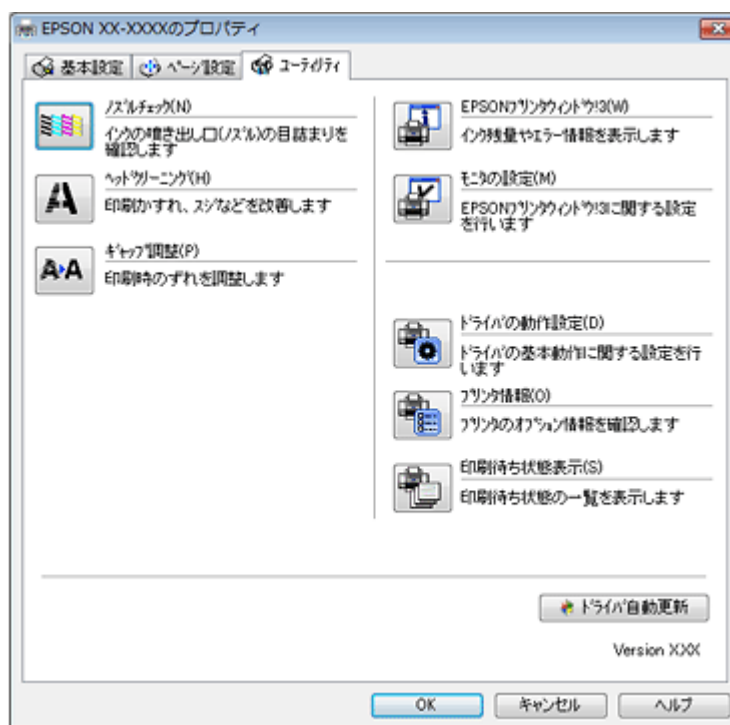 EPSON XX-XXXXのプロパティ
基本設定
ページ設定
ユーティリティ
ノズルチェック(N)
インクの噴き出し口(ノズル)の目詰まりを
確認します
ヘッドクリーニング(H)
印刷かすれ、スジなどを改善します
ギャップ調整(P)
印刷時のずれを調整します
EPSONプリンタウィンドウ!3(W)
インク残量やエラー情報を表示します
モニタの設定(M)
EPSONプリンタウィンドウ!3に関する設定
を行います
ドライバの動作設定(D)
ドライバの基本動作に関する設定を行
います
プリンタ情報(O)
プリンタのオプション情報を確認します
印刷待ち状態表示(S)
印刷待ち状態の一覧を表示します
ドライバ自動更新
Version X.XX
OK
キャンセル
ヘルプ